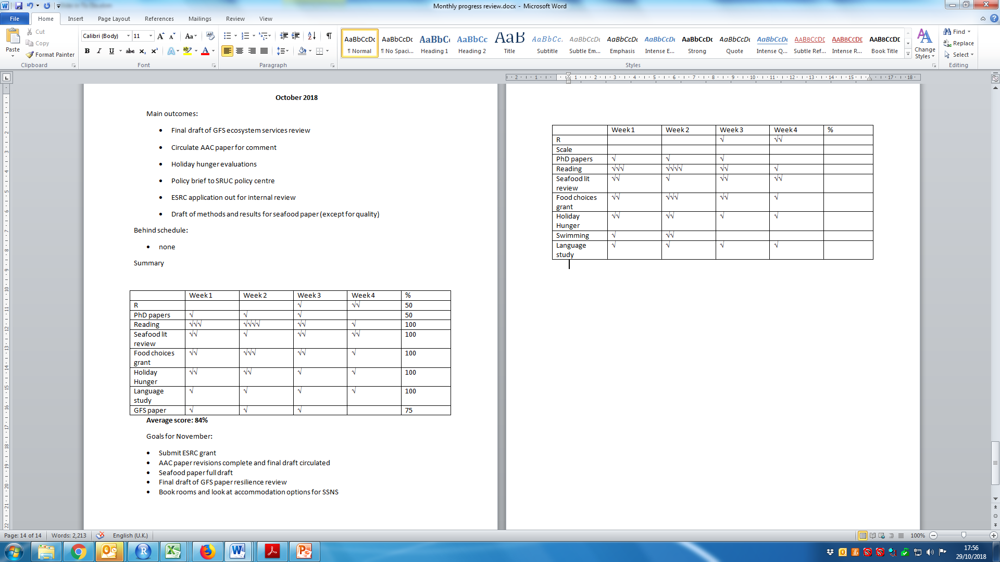 Monthly progress review.docx - Microsoft Word
File Home Insert Page Layout References Mailings Review View
Paste
Cut
Copy
Format Painter
Clipboard
Calibri (Body) 11
Font
Paragraph
AaBbCcDc AaBbCcDc AaBbCc AaBbCc AaB AaBbCc. AaBbCcDc AaBbCcDc AaBbCcDc AaBbCcDc AaBbCcDc AaBbCcDc AABBCCDE AABBCCDE AABBCCDE
¶ Normal ¶ No Spaci... Heading 1 Heading 2 Title Subtitle Subtle Em... Emphasis Intense E... Strong Quote Intense Q... Subtle Ref... Intense R... Book Title
Change Styles
Styles
Find
Replace
Select
Editing
October 2018
Main outcomes:
• Final draft of GFS ecosystem services review
• Circulate AAC paper for comment
• Holiday hunger evaluations
• Policy brief to SRUC policy centre
• ESRC application out for internal review
• Draft of methods and results for seafood paper (except for quality)
Behind schedule:
• none
Summary
Week 1 Week 2 Week 3 Week 4 %
R √ √√ 50
PhD papers √ √ √ 50
Reading √√√ √√√√ √√ √ 100
Seafood lit review √√ √ √√ √√ 100
Food choices grant √√ √√√ √√ √ 100
Holiday Hunger √√ √√ √ √ 100
Language study √ √ √ √ 100
GFS paper √ √ √ 75
Average score: 84%
Goals for November:
• Submit ESRC grant
• AAC paper revisions complete and final draft circulated
• Seafood paper full draft
• Final draft of GFS paper resilience review
• Book rooms and look at accommodation options for SSNS
Week 1 Week 2 Week 3 Week 4 %
R √ √√
Scale
PhD papers √ √ √
Reading √√√ √√√√ √√ √
Seafood lit review √√ √ √√ √√
Food choices grant √√ √√√ √√ √
Holiday Hunger √√ √√ √ √
Swimming √ √√
Language study √ √ √ √
Page: 14 of 14 Words: 2,213 English (U.K.) 100%
17:56
29/10/2018